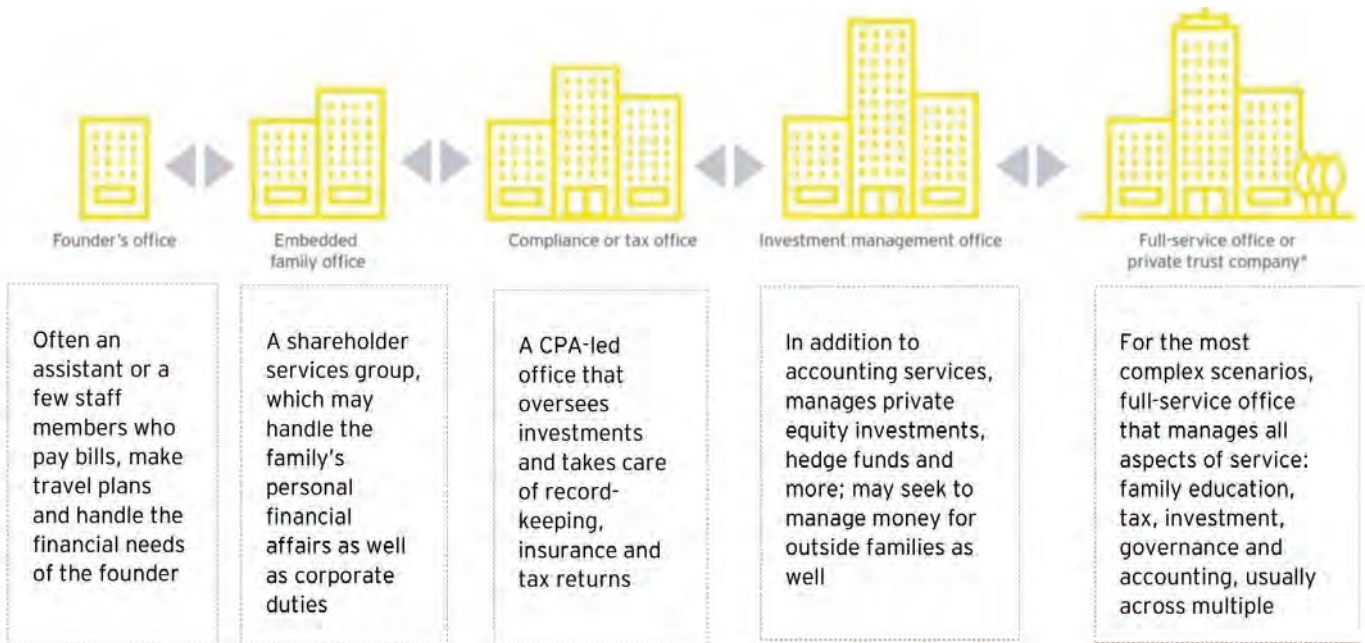 Founder's office
Embedded
family office
Compliance or tax office
Investment management office
Full-service office or
private trust company*
Often an
assistant or a
few staff
members who
pay bills, make
travel plans
and handle the
financial needs
of the founder
A shareholder
services group,
which may
handle the
family's
personal
financial
affairs as well
as corporate
duties
A CPA-led
office that
oversees
investments
and takes care
of record-
keeping,
insurance and
tax returns
In addition to
accounting services,
manages private
equity investments,
hedge funds and
more; may seek to
manage money for
outside families as
well
For the most
complex scenarios,
full-service office
that manages all
aspects of service:
family education,
tax, investment,
governance and
accounting, usually
across multiple